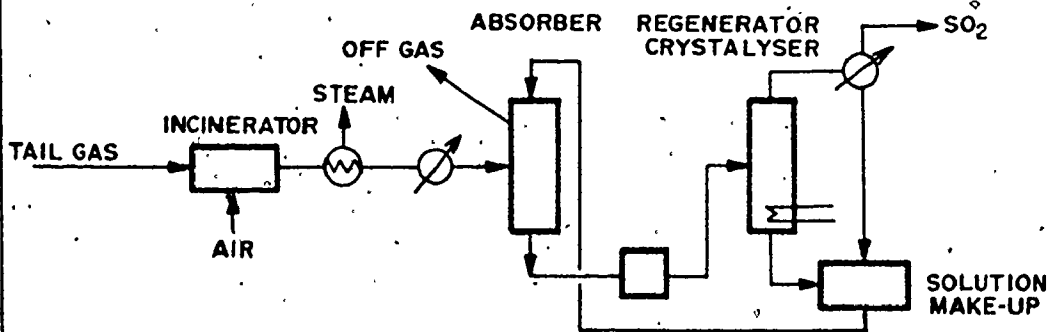 ABSORBER
REGENERATOR
CRYSTALYSER
SO2
OFF GAS
STEAM
INCINERATOR
TAIL GAS
AIR
SOLUTION
MAKE-UP